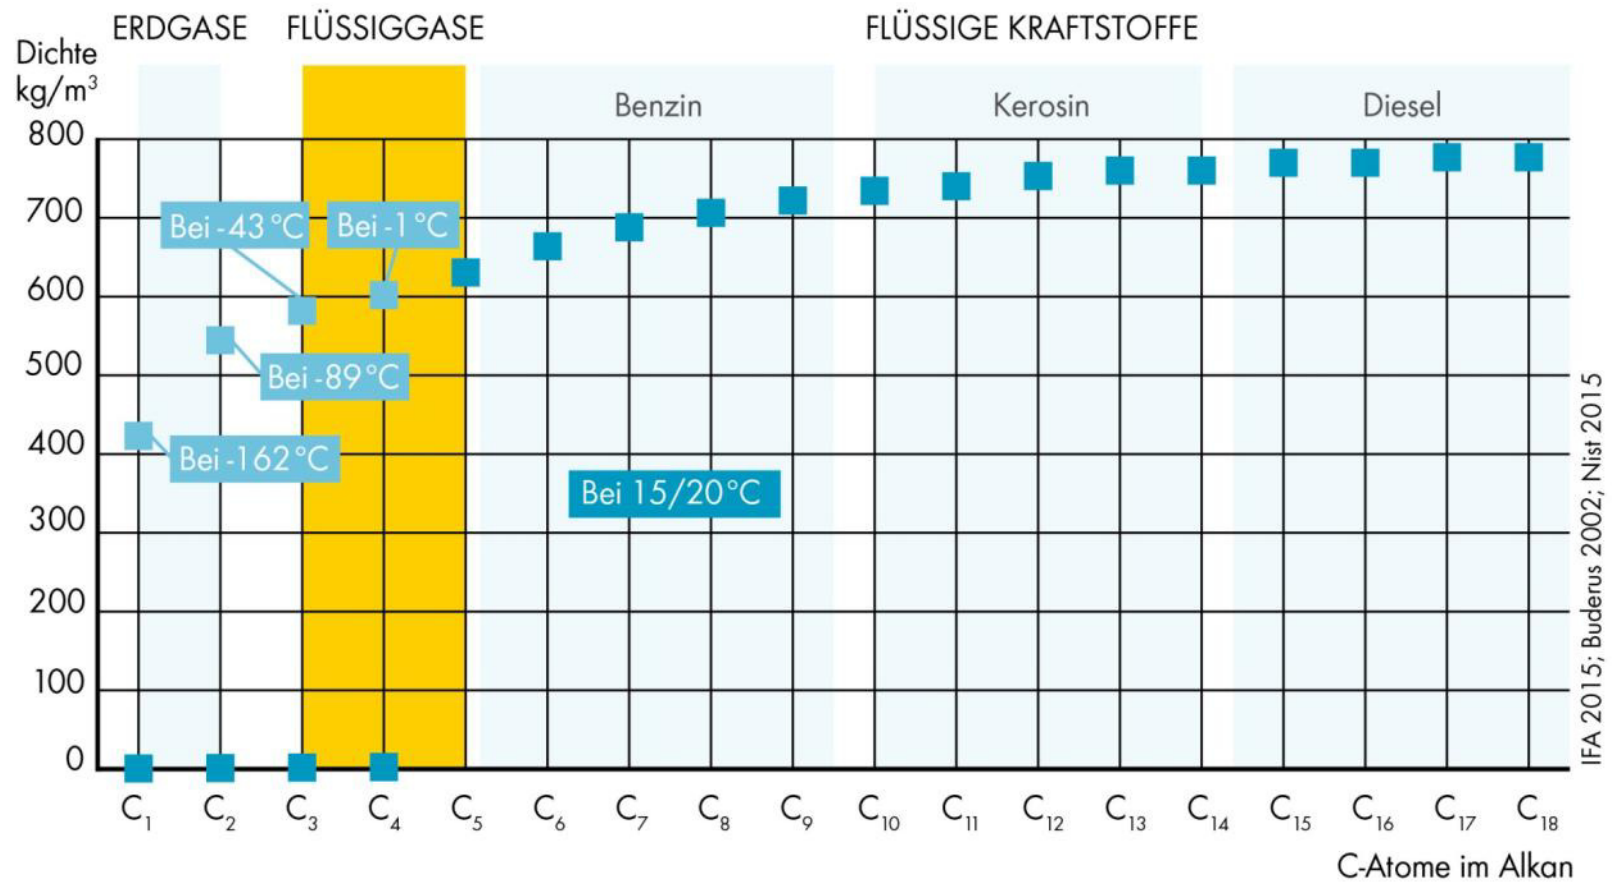 ERDGASE FLÜSSIGGASE FLÜSSIGE KRAFTSTOFFE
Dichte
kg/m³
Benzin Kerosin Diesel
800
700
Bei -43 °C Bei -1 °C
600
500
Bei -89 °C
400
Bei -162 °C
Bei 15/20 °C
300
200
100
0
C₁ C₂ C₃ C₄ C₅ C₆ C₇ C₈ C₉ C₁₀ C₁₁ C₁₂ C₁₃ C₁₄ C₁₅ C₁₆ C₁₇ C₁₈
C-Atome im Alkan
IFA 2015; Buderus 2002; Nist 2015